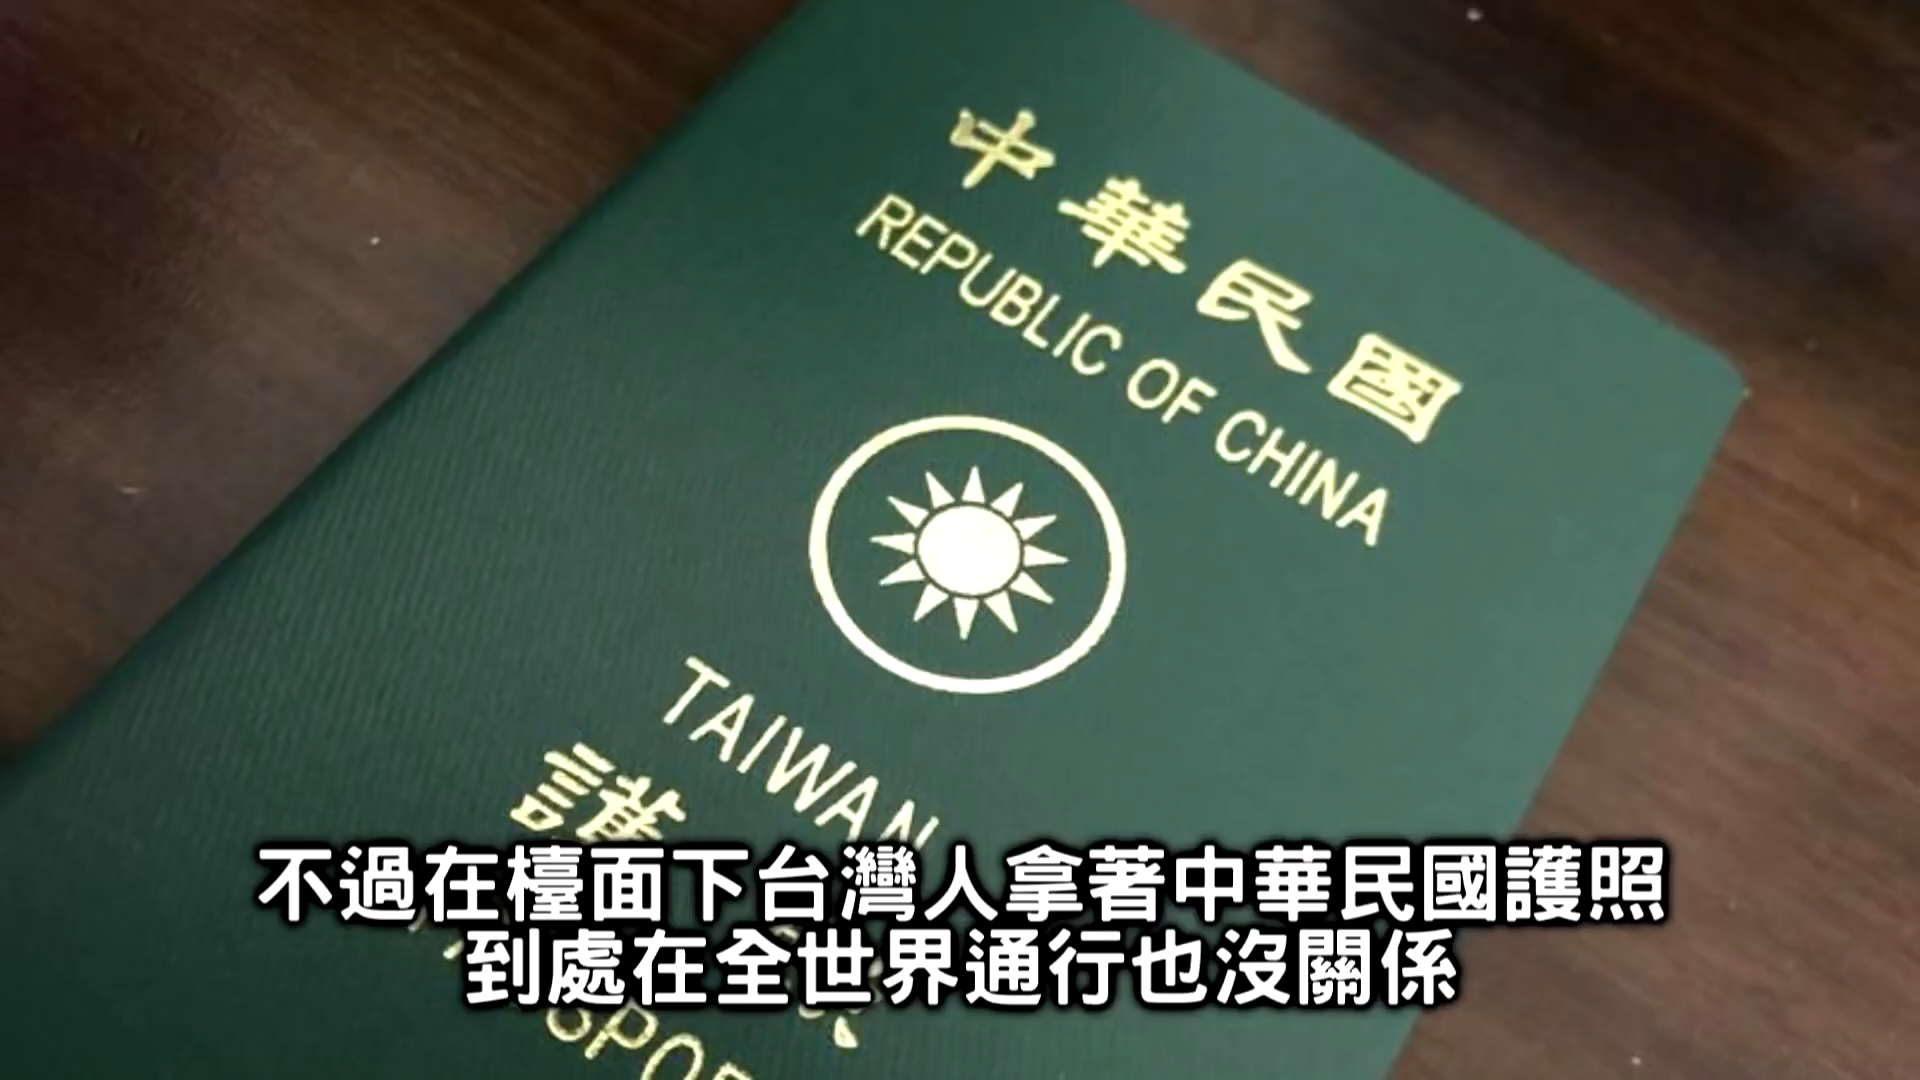 中華民國
REPUBLIC OF CHINA
TAIWAN
護
不過在檯面下台灣人拿著中華民國護照
到處在全世界通行也沒關係